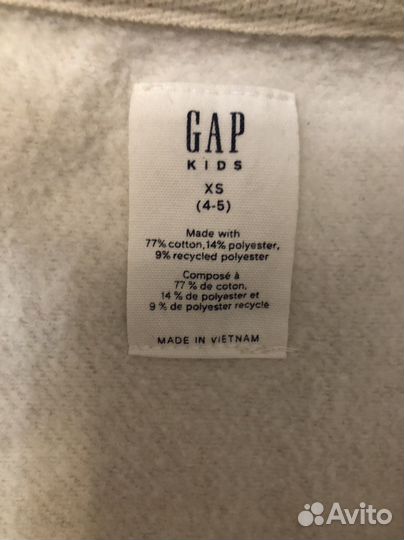 GAP
KIDS
XS
(4-5)
Made with
77% cotton, 14% polyester,
9% recycled polyester
Composé à
77 % de coton,
14 % de polyester et
9 % de polyester recycle
MADE IN VIETNAM
Avito